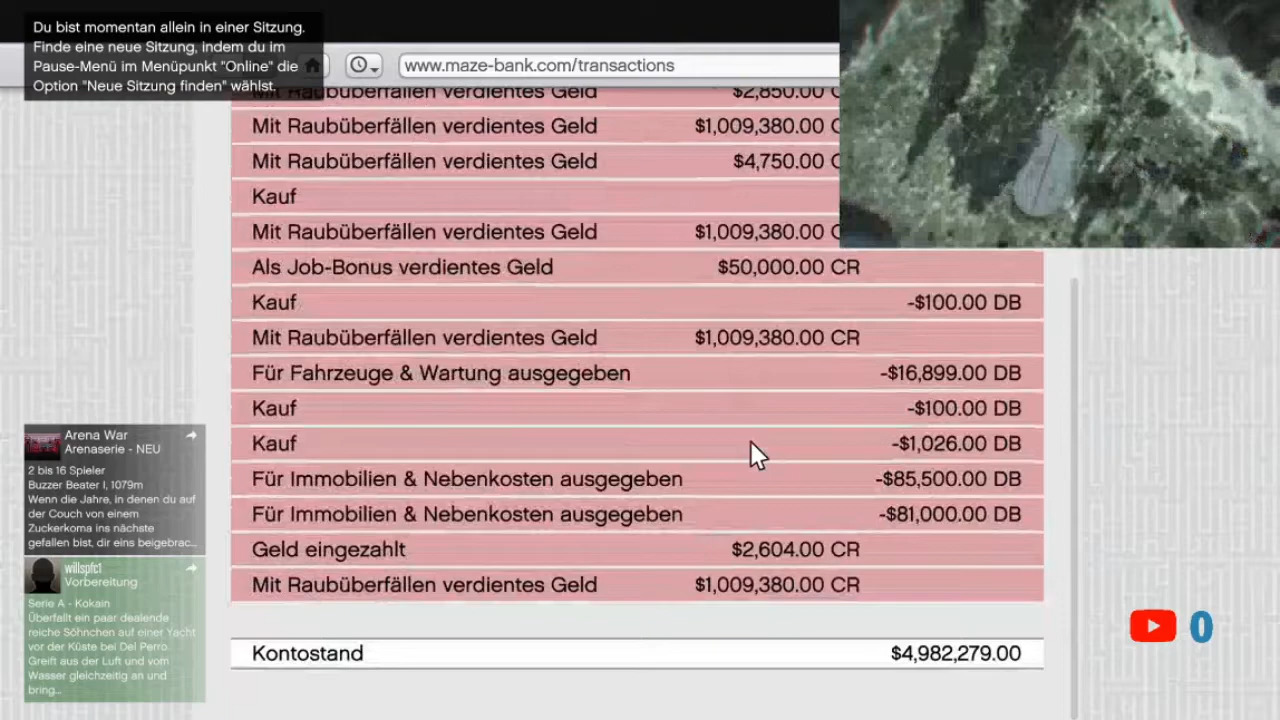 Du bist momentan allein in einer Sitzung.
Finde eine neue Sitzung, indem du im
Pause-Menü im Menüpunkt "Online" die
Option "Neue Sitzung finden" wählst.
www.maze-bank.com/transactions
Mit Raubüberfällen verdientes Geld $2,850.00
Mit Raubüberfällen verdientes Geld $1,009,380.00
Mit Raubüberfällen verdientes Geld $4,750.00
Kauf
Mit Raubüberfällen verdientes Geld $1,009,380.00
Als Job-Bonus verdientes Geld $50,000.00 CR
Kauf -$100.00 DB
Mit Raubüberfällen verdientes Geld $1,009,380.00 CR
Für Fahrzeuge & Wartung ausgegeben -$16,899.00 DB
Kauf -$100.00 DB
Kauf -$1,026.00 DB
Für Immobilien & Nebenkosten ausgegeben -$85,500.00 DB
Für Immobilien & Nebenkosten ausgegeben -$81,000.00 DB
Geld eingezahlt $2,604.00 CR
Mit Raubüberfällen verdientes Geld $1,009,380.00 CR
Kontostand $4,982,279.00
Arena War
Arenaserie - NEU
2 bis 16 Spieler
Buzzer Beater I, 1079m
Wenn die Jahre, in denen du auf
der Couch von einem
Zuckerkoma ins nächste
gefallen bist, dir eins beigebrac...
willspfc1
Vorbereitung
Serie A - Kokain
Überfallt ein paar dealende
reiche Söhnchen auf einer Yacht
vor der Küste bei Del Perro.
Greift aus der Luft und vom
Wasser gleichzeitig an und
bring...
0